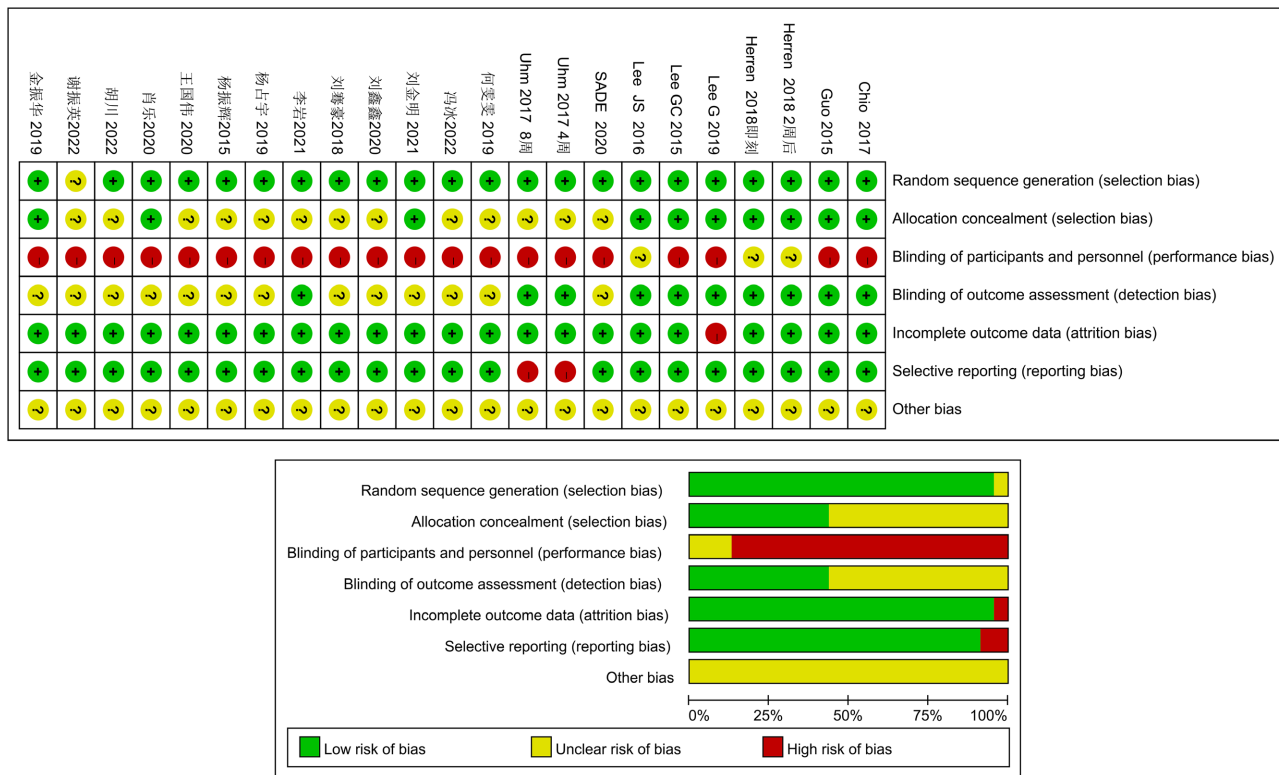 金振华 2019
谢振英2022
胡川 2022
肖乐2020
王国伟 2020
杨振辉2015
杨占宇 2019
李岩2021
刘骞豪2018
刘鑫鑫2020
刘金明 2021
冯冰2022
何雯雯 2019
Uhm 2017 8周
Uhm 2017 4周
SADE 2020
Lee JS 2016
Lee GC 2015
Lee G 2019
Herren 2018即刻
Herren 2018 2周后
Guo 2015
Chio 2017
Random sequence generation (selection bias)
Allocation concealment (selection bias)
Blinding of participants and personnel (performance bias)
Blinding of outcome assessment (detection bias)
Incomplete outcome data (attrition bias)
Selective reporting (reporting bias)
Other bias
Random sequence generation (selection bias)
Allocation concealment (selection bias)
Blinding of participants and personnel (performance bias)
Blinding of outcome assessment (detection bias)
Incomplete outcome data (attrition bias)
Selective reporting (reporting bias)
Other bias
0% 25% 50% 75% 100%
Low risk of bias Unclear risk of bias High risk of bias